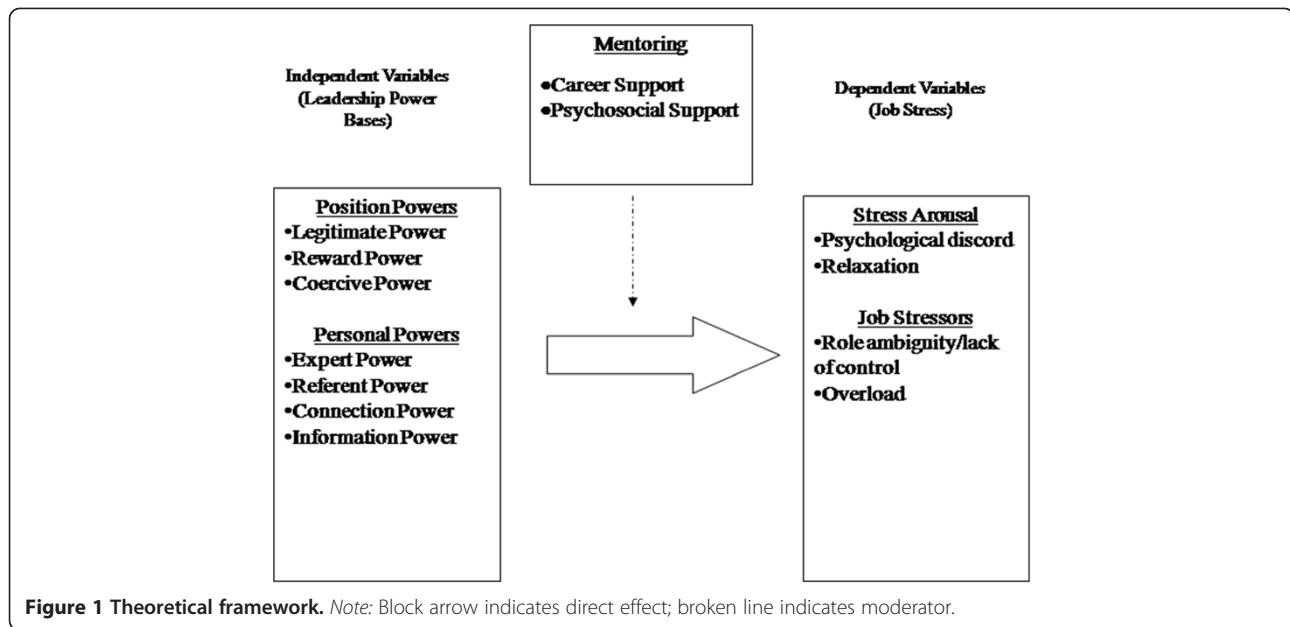 Mentoring
•Career Support
•Psychosocial Support
Independent Variables
(Leadership Power
Bases)
Dependent Variables
(Job Stress)
Position Powers
•Legitimate Power
•Reward Power
•Coercive Power
Personal Powers
•Expert Power
•Referent Power
•Connection Power
•Information Power
Stress Arousal
•Psychological discord
•Relaxation
Job Stressors
•Role ambiguity/lack
of control
•Overload
Figure 1 Theoretical framework. Note: Block arrow indicates direct effect; broken line indicates moderator.